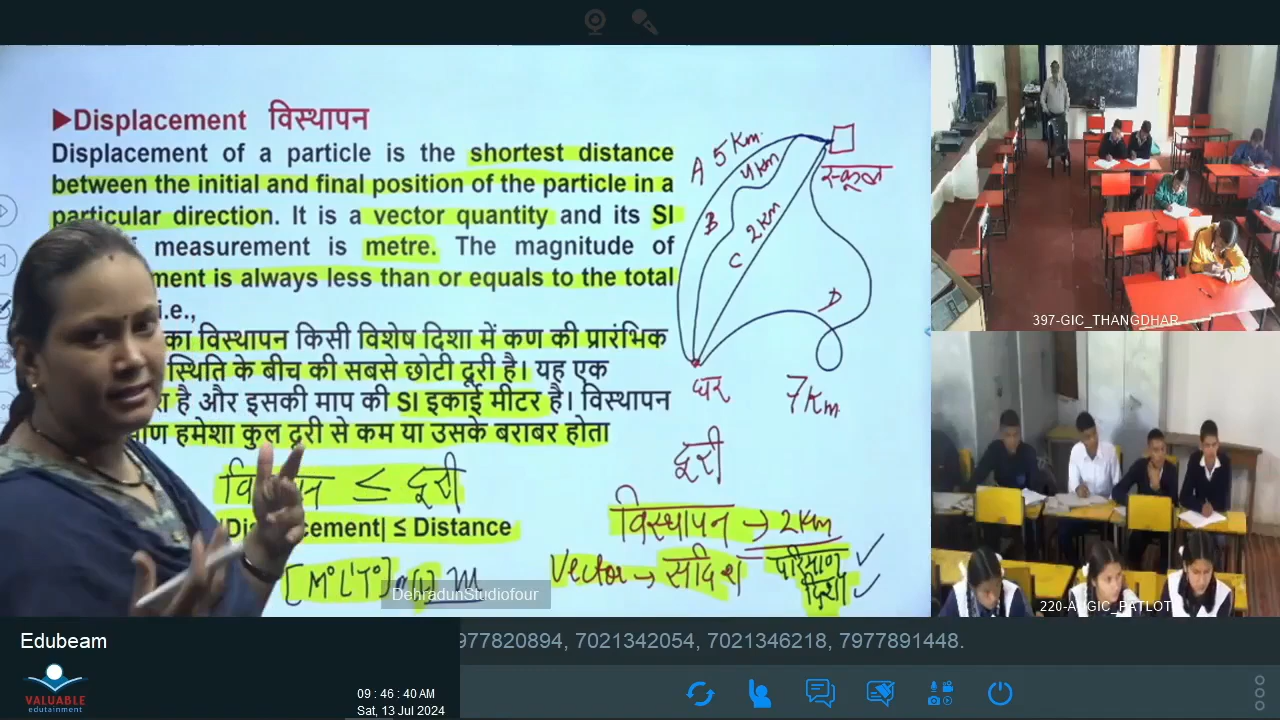 ▶Displacement विस्थापन
Displacement of a particle is the shortest distance
between the initial and final position of the particle in a
particular direction. It is a vector quantity and its SI
measurement is metre. The magnitude of
ment is always less than or equals to the total
i.e.,
का विस्थापन किसी विशेष दिशा में कण की प्रारंभिक
स्थिति के बीच की सबसे छोटी दूरी है। यह एक
है और इसकी माप की SI इकाई मीटर है। विस्थापन
हमेशा कुल दूरी से कम या उसके बराबर होता
≤ दूरी
cement| ≤ Distance
[M°L¹T°]
m
A 5 Km
4 Km
B
2 Km
C
D
स्कूल
घर
7 Km
दूरी
विस्थापन → 2 Km
Vector → सदिश
परिमाण ✓
दिशा ✓
DehradunStudiofour
397-GIC_THANGDHAR
Edubeam
9977820894, 7021342054, 7021346218, 7977891448.
VALUABLE
edutainment
09 : 46 : 40 AM
Sat, 13 Jul 2024